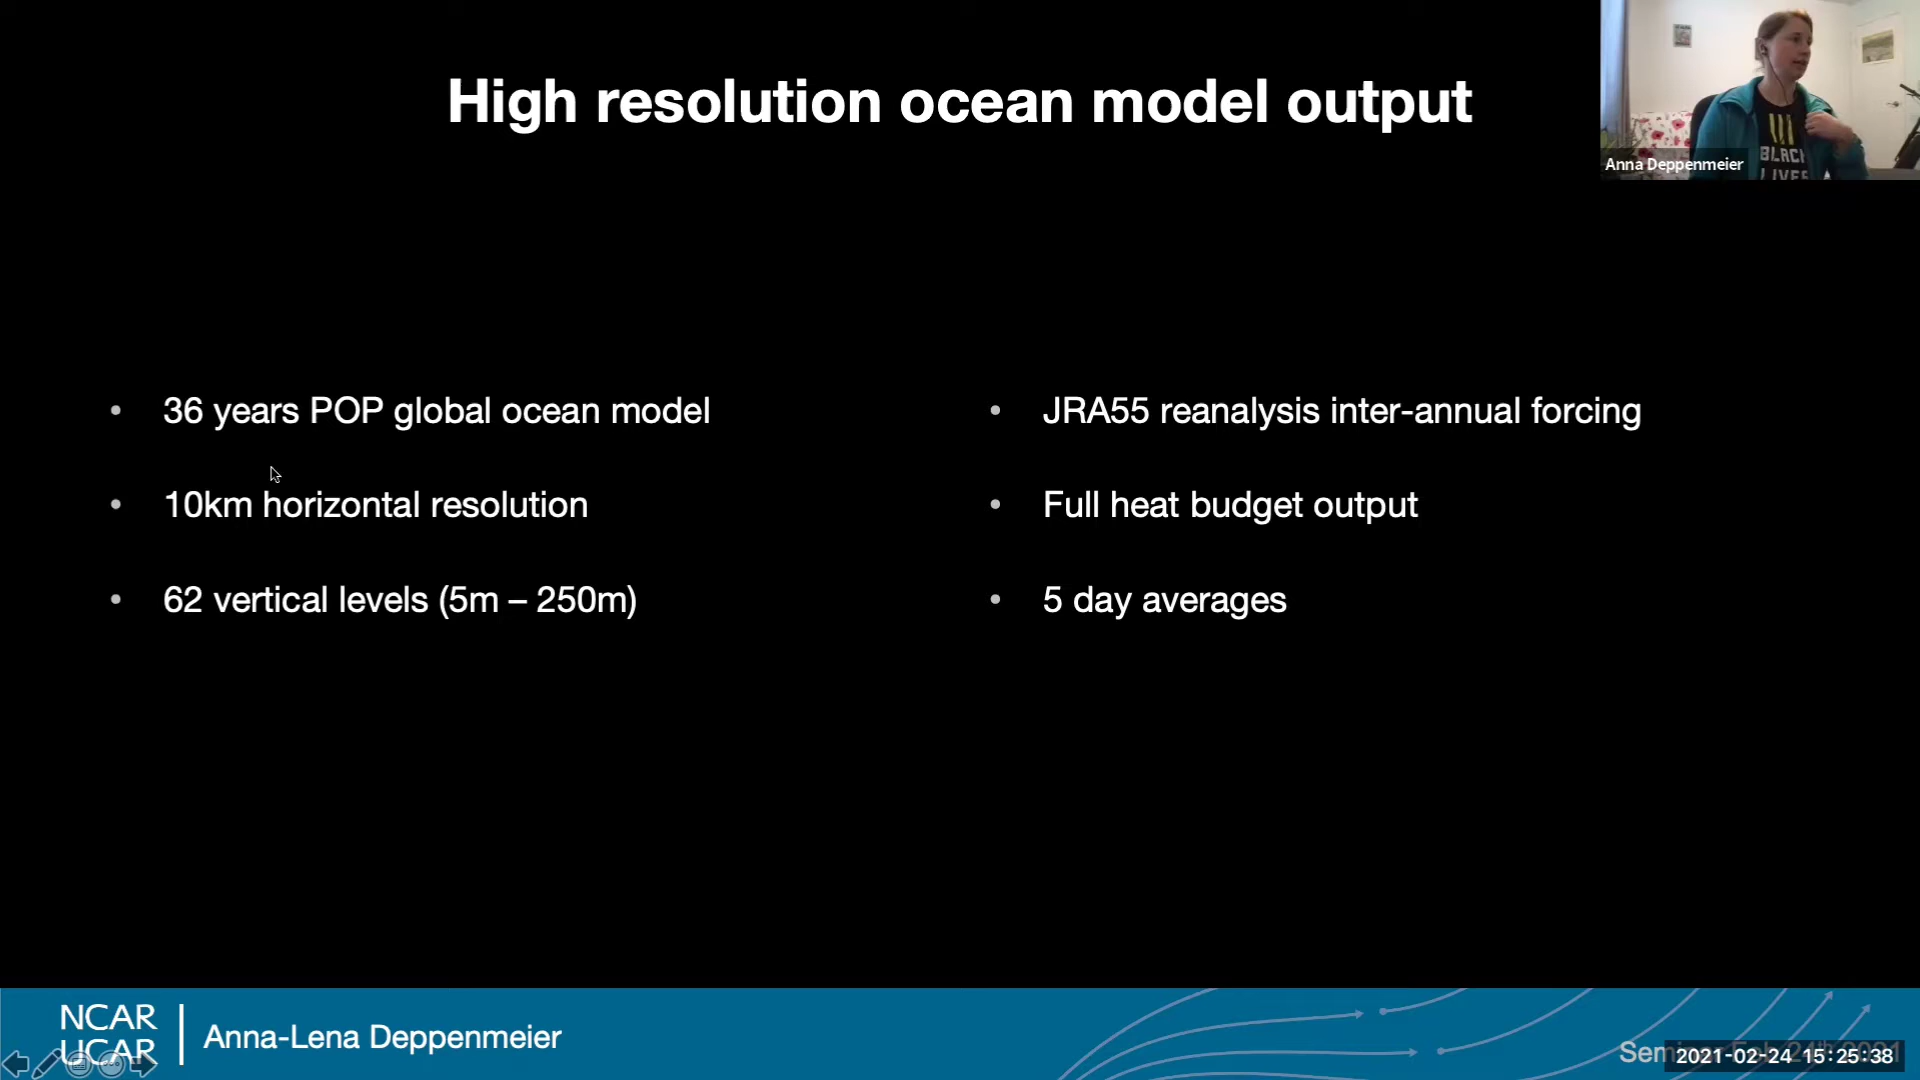 High resolution ocean model output
Anna Deppenmeier
BLACK
LIVES
• 36 years POP global ocean model
• 10km horizontal resolution
• 62 vertical levels (5m – 250m)
• JRA55 reanalysis inter-annual forcing
• Full heat budget output
• 5 day averages
NCAR
UCAR
Anna-Lena Deppenmeier
2021-02-24 15:25:38